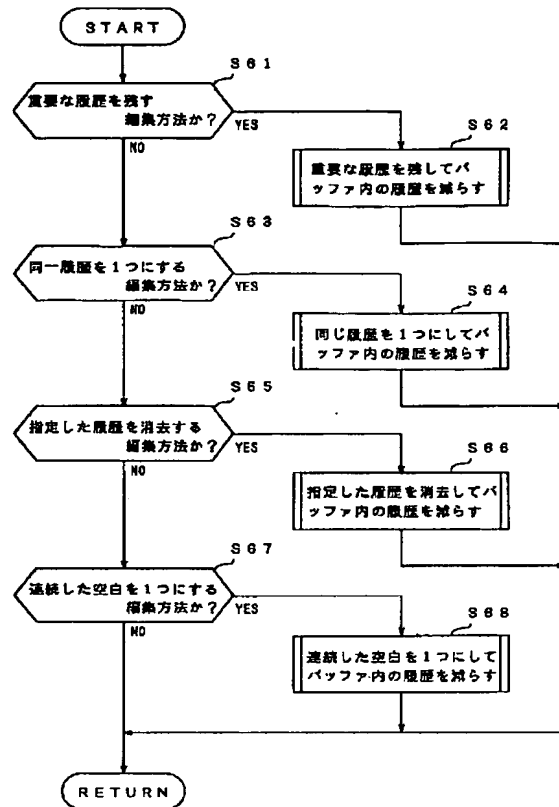 START
S61
重要な履歴を残す
編集方法か?
YES
NO
S62
重要な履歴を残してバ
ッファ内の履歴を減らす
S63
同一履歴を1つにする
編集方法か?
YES
NO
S64
同じ履歴を1つにしてバ
ッファ内の履歴を減らす
S65
指定した履歴を消去する
編集方法か?
YES
NO
S66
指定した履歴を消去してバ
ッファ内の履歴を減らす
S67
連続した空白を1つにする
編集方法か?
YES
NO
S68
連続した空白を1つにして
バッファ内の履歴を減らす
RETURN